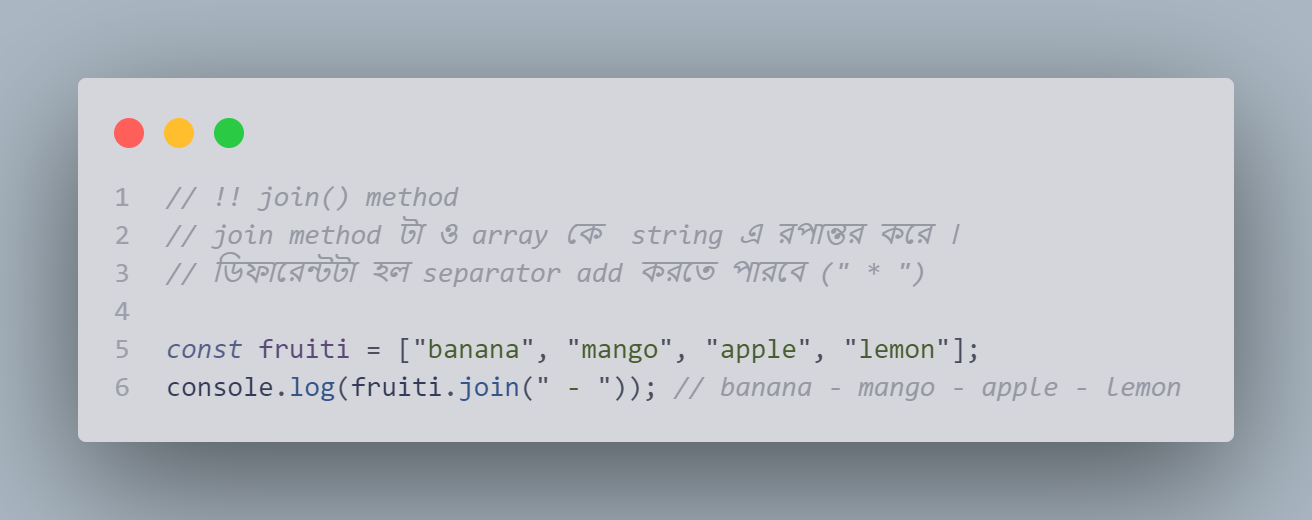 1 // !! join() method
2 // join method টা ও array কে  string এ রপান্তর করে ।
3 // ডিফারেন্টটা হল separator add করতে পারবে (" * ")
4
5 const fruiti = ["banana", "mango", "apple", "lemon"];
6 console.log(fruiti.join(" - ")); // banana - mango - apple - lemon